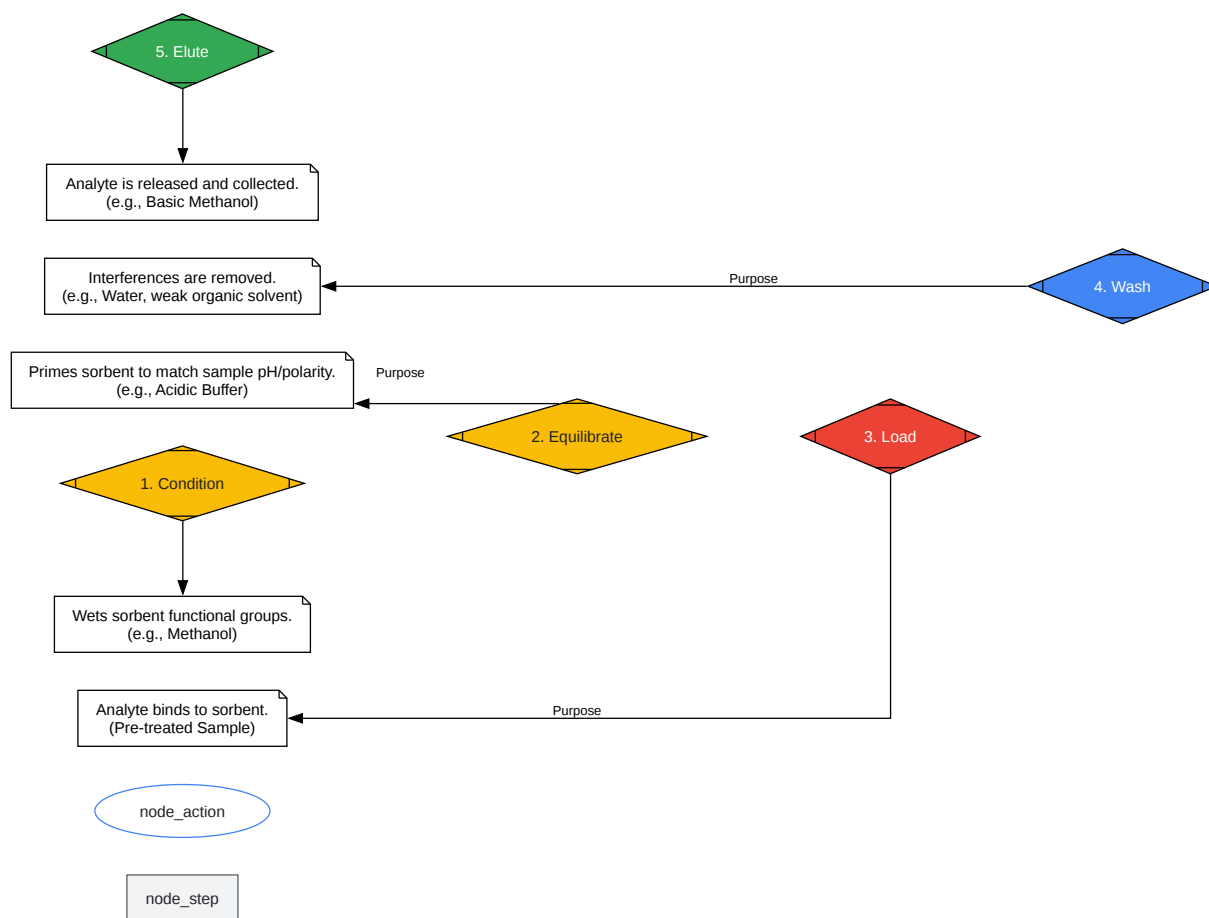 5. Elute
Analyte is released and collected.
(e.g., Basic Methanol)
Interferences are removed.
(e.g., Water, weak organic solvent)
Purpose
4. Wash
Primes sorbent to match sample pH/polarity.
(e.g., Acidic Buffer)
Purpose
2. Equilibrate
3. Load
1. Condition
Wets sorbent functional groups.
(e.g., Methanol)
Analyte binds to sorbent.
(Pre-treated Sample)
Purpose
node_action
node_step